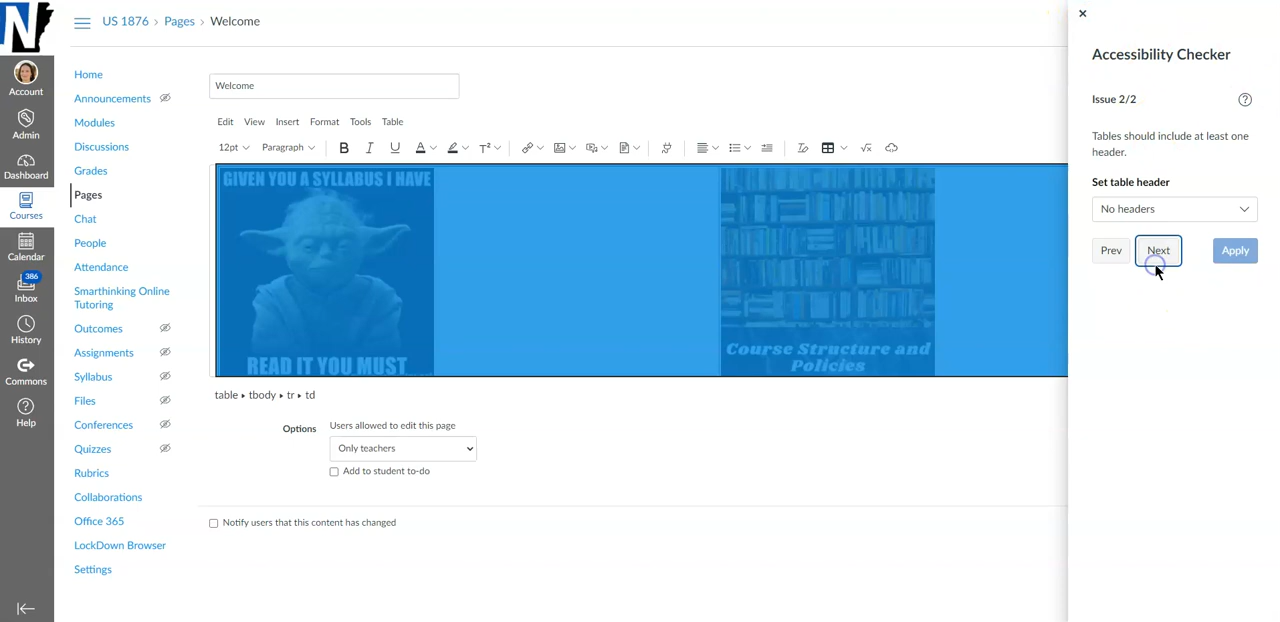 N
US 1876 › Pages › Welcome
Account
Admin
Dashboard
Courses
Calendar
386
Inbox
History
Commons
Help
Home
Announcements
Modules
Discussions
Grades
Pages
Chat
People
Attendance
Smarthinking Online
Tutoring
Outcomes
Assignments
Syllabus
Files
Conferences
Quizzes
Rubrics
Collaborations
Office 365
LockDown Browser
Settings
Welcome
Edit View Insert Format Tools Table
12pt Paragraph B I U A T²
GIVEN YOU A SYLLABUS I HAVE
READ IT YOU MUST
Course Structure and
Policies
table ▸ tbody ▸ tr ▸ td
Options
Users allowed to edit this page
Only teachers
Add to student to-do
Notify users that this content has changed
Accessibility Checker
Issue 2/2
Tables should include at least one
header.
Set table header
No headers
Prev Next Apply